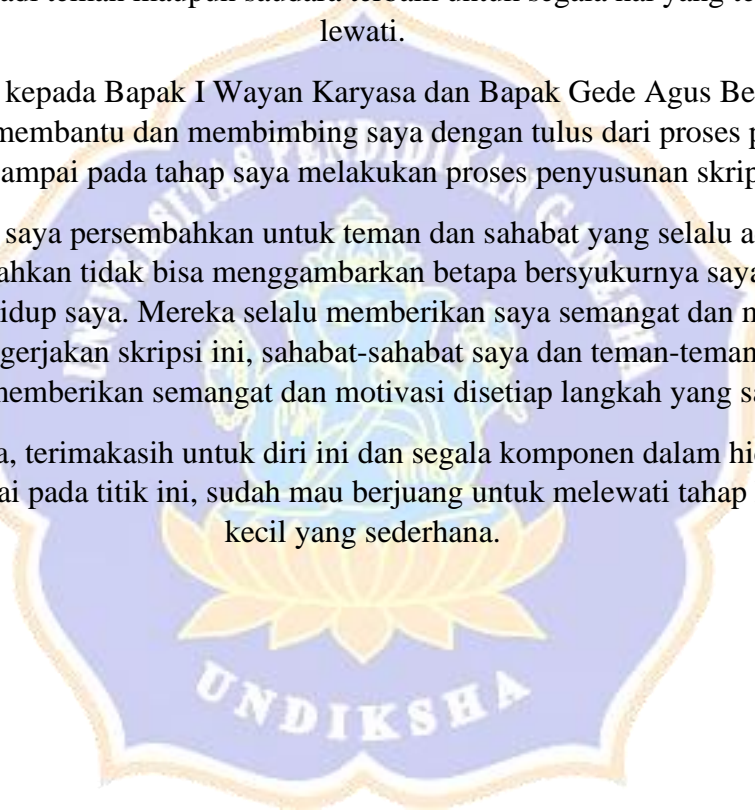 lewati.
kepada Bapak I Wayan Karyasa dan Bapak Gede Agus Be
membantu dan membimbing saya dengan tulus dari proses p
ampai pada tahap saya melakukan proses penyusunan skrip
saya persembahkan untuk teman dan sahabat yang selalu a
ahkan tidak bisa menggambarkan betapa bersyukurnya saya
idup saya. Mereka selalu memberikan saya semangat dan m
gerjakan skripsi ini, sahabat-sahabat saya dan teman-teman
memberikan semangat dan motivasi disetiap langkah yang sa
a, terimakasih untuk diri ini dan segala komponen dalam hi
ai pada titik ini, sudah mau berjuang untuk melewati tahap
kecil yang sederhana.
UNIVERSITAS PENDIDIKAN GANESHA
UNDIKSHA